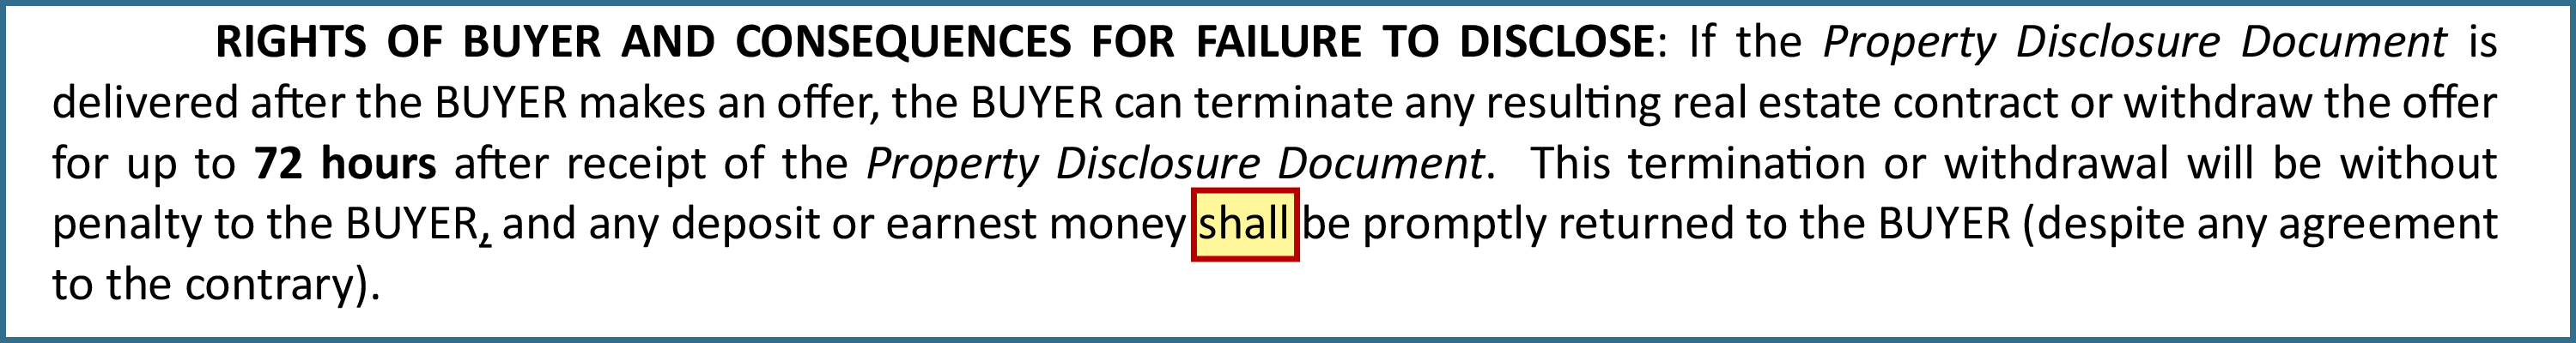 RIGHTS OF BUYER AND CONSEQUENCES FOR FAILURE TO DISCLOSE: If the Property Disclosure Document is
delivered after the BUYER makes an offer, the BUYER can terminate any resulting real estate contract or withdraw the offer
for up to 72 hours after receipt of the Property Disclosure Document.  This termination or withdrawal will be without
penalty to the BUYER, and any deposit or earnest money shall be promptly returned to the BUYER (despite any agreement
to the contrary).